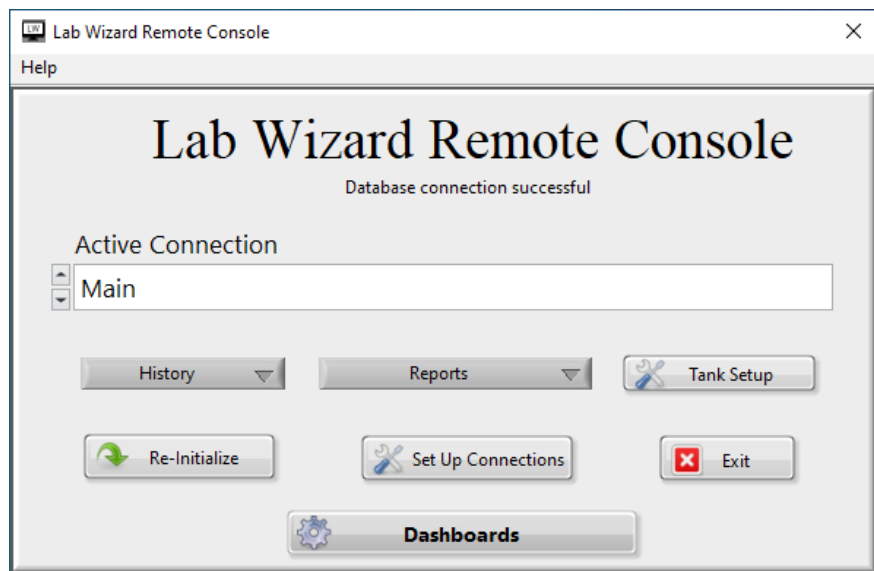 LW Lab Wizard Remote Console
Help
Lab Wizard Remote Console
Database connection successful
Active Connection
Main
History Reports Tank Setup
Re-Initialize Set Up Connections Exit
Dashboards